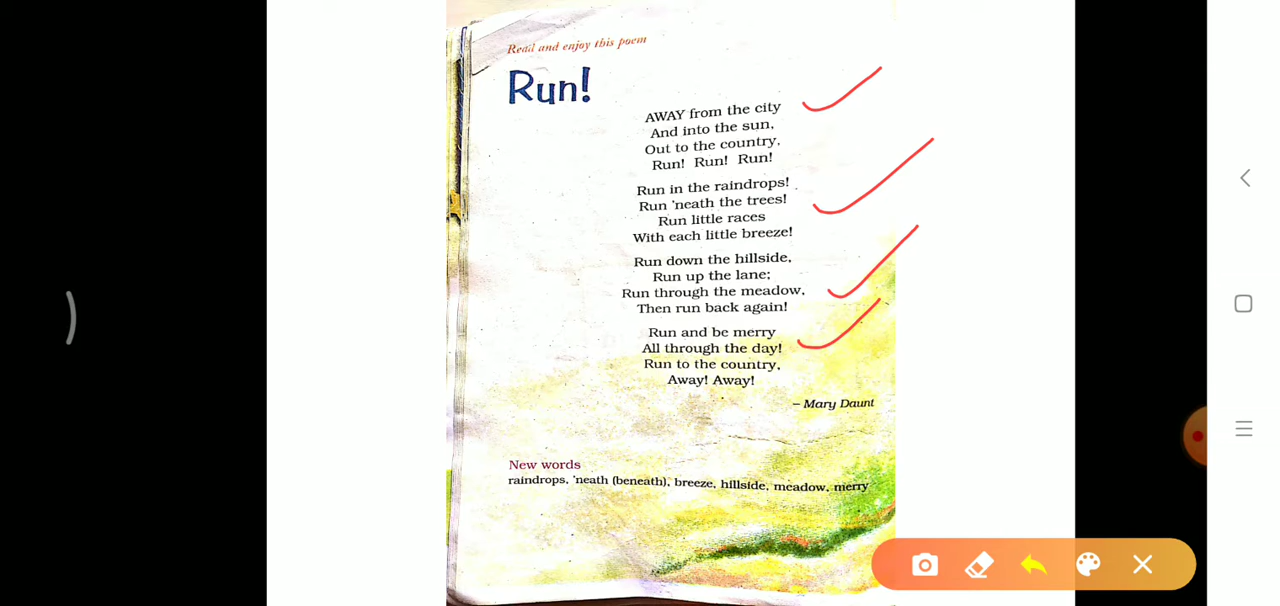 Read and enjoy this poem
Run!
AWAY from the city
And into the sun,
Out to the country,
Run! Run! Run!
Run in the raindrops!
Run 'neath the trees!
Run little races
With each little breeze!
Run down the hillside,
Run up the lane;
Run through the meadow,
Then run back again!
Run and be merry
All through the day!
Run to the country,
Away! Away!
– Mary Daunt
New words
raindrops, 'neath (beneath), breeze, hillside, meadow, merry